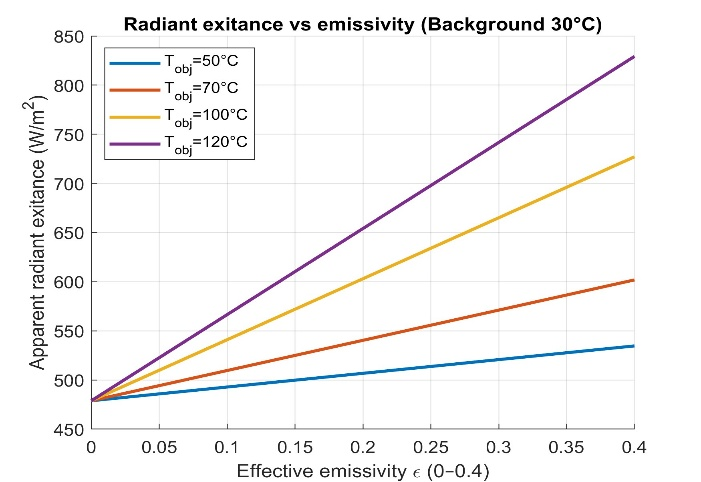 Radiant exitance vs emissivity (Background 30°C)
850
800
750
700
650
600
550
500
450
Apparent radiant exitance (W/m²)
T_obj=50°C
T_obj=70°C
T_obj=100°C
T_obj=120°C
0 0.05 0.1 0.15 0.2 0.25 0.3 0.35 0.4
Effective emissivity ϵ (0–0.4)